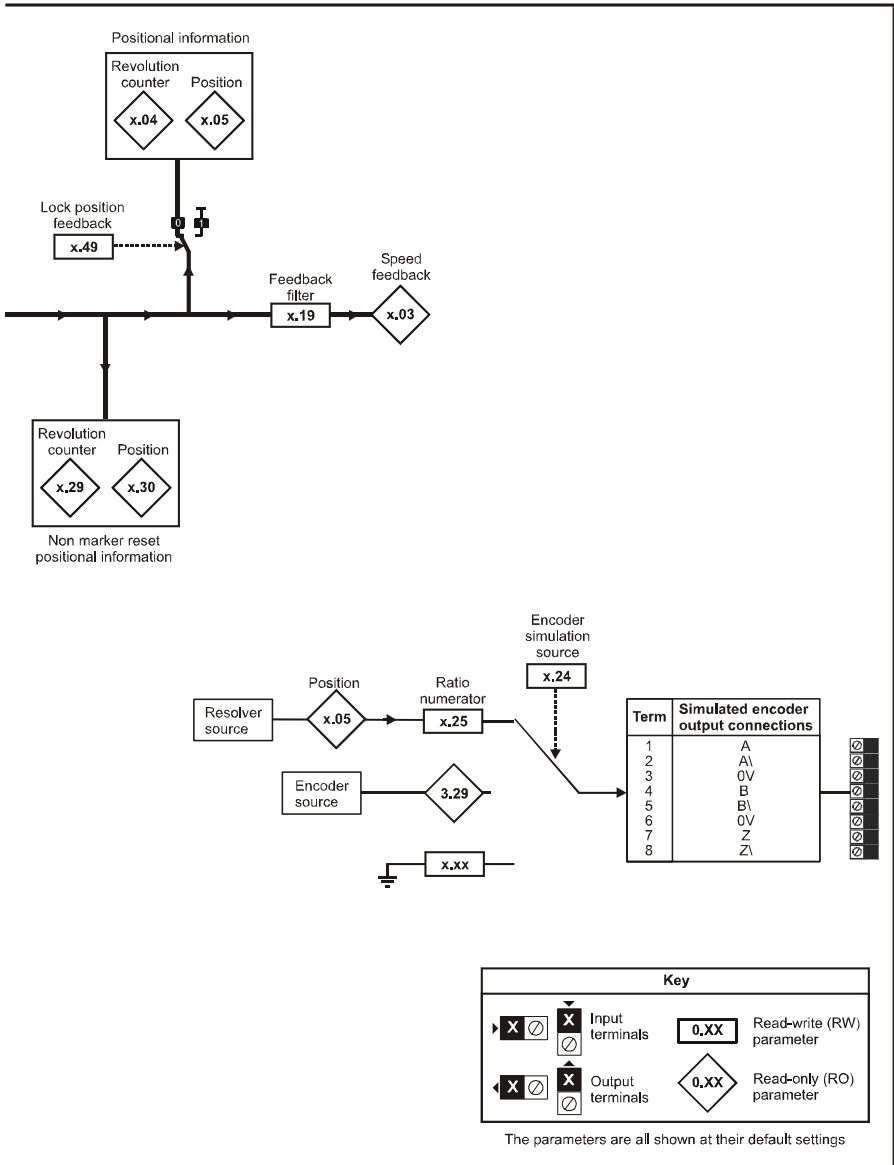 Positional information
Revolution
counter
Position
x.04
x.05
Lock position
feedback
x.49
0
1
Feedback
filter
x.19
Speed
feedback
x.03
Revolution
counter
Position
x.29
x.30
Non marker reset
positional information
Encoder
simulation
source
x.24
Resolver
source
Position
x.05
Ratio
numerator
x.25
Encoder
source
3.29
x.xx
Term Simulated encoder
output connections
1 A
2 A\
3 0V
4 B
5 B\
6 0V
7 Z
8 Z\
Key
X
X
Input
terminals
0.XX
Read-write (RW)
parameter
X
X
Output
terminals
0.XX
Read-only (RO)
parameter
The parameters are all shown at their default settings